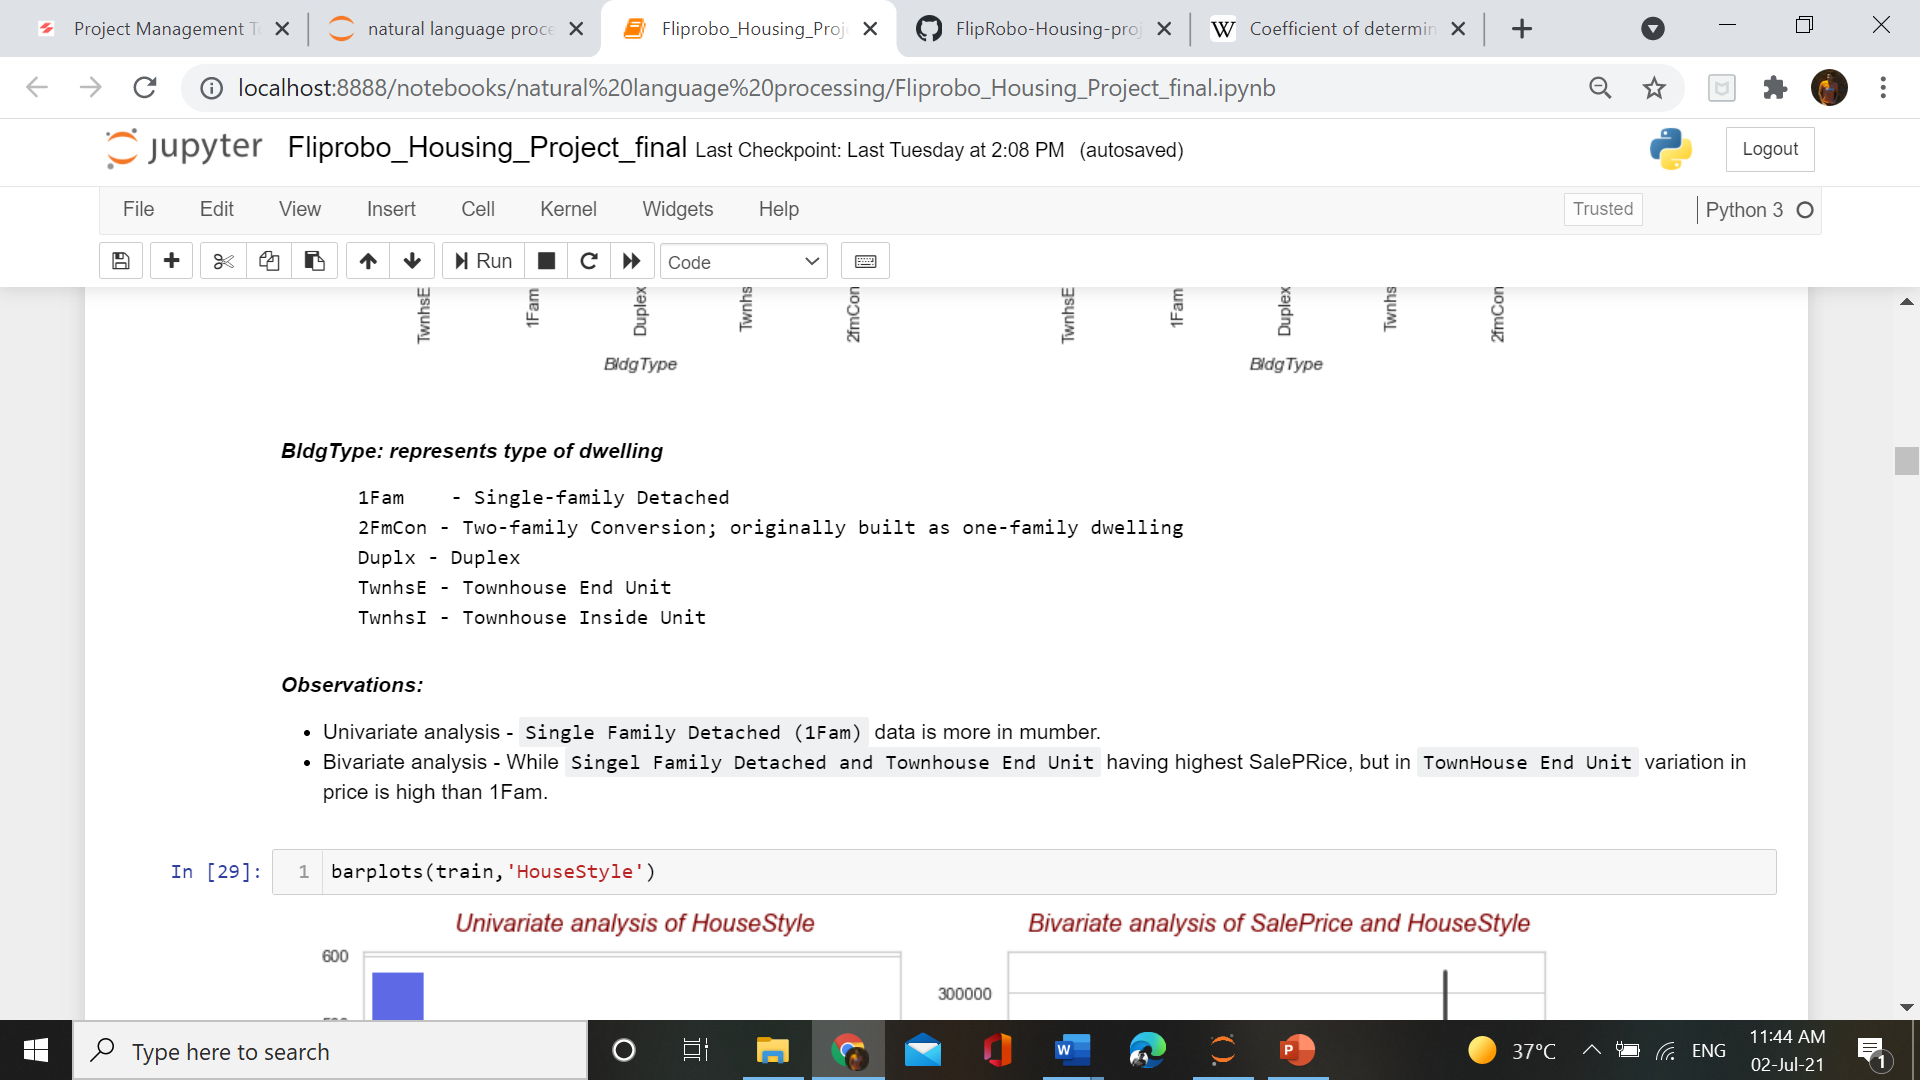 Project Management T
natural language proce
Fliprobo_Housing_Proj
FlipRobo-Housing-proj
W Coefficient of determin
localhost:8888/notebooks/natural%20language%20processing/Fliprobo_Housing_Project_final.ipynb
jupyter Fliprobo_Housing_Project_final Last Checkpoint: Last Tuesday at 2:08 PM (autosaved)
Logout
File Edit View Insert Cell Kernel Widgets Help
Trusted Python 3
Run Code
TwnhsE 1Fam Duplex Twnhs 2fmCon TwnhsE 1Fam Duplex Twnhs 2fmCon
BldgType BldgType
BldgType: represents type of dwelling
1Fam - Single-family Detached
2FmCon - Two-family Conversion; originally built as one-family dwelling
Duplx - Duplex
TwnhsE - Townhouse End Unit
TwnhsI - Townhouse Inside Unit
Observations:
• Univariate analysis - Single Family Detached (1Fam) data is more in mumber.
• Bivariate analysis - While Singel Family Detached and Townhouse End Unit having highest SalePRice, but in TownHouse End Unit variation in
price is high than 1Fam.
In [29]: 1 barplots(train,'HouseStyle')
Univariate analysis of HouseStyle Bivariate analysis of SalePrice and HouseStyle
600
300000
Type here to search
37°C
ENG
11:44 AM
02-Jul-21
1